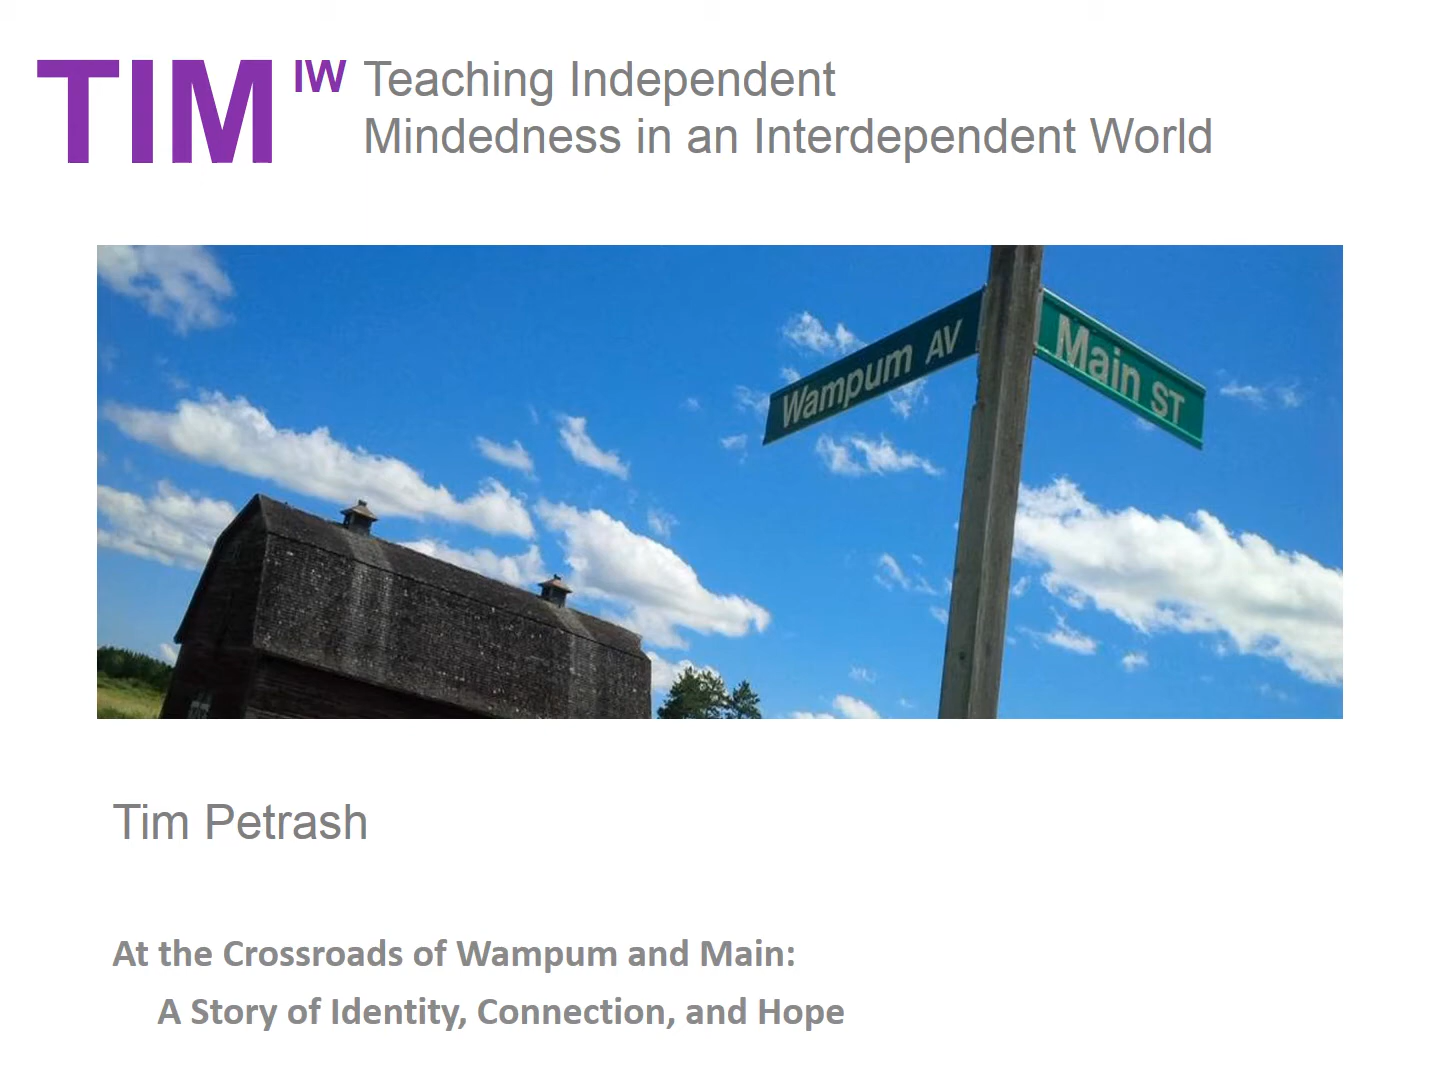 TIM IW
Teaching Independent
Mindedness in an Interdependent World
Wampum AV
Main ST
Tim Petrash
At the Crossroads of Wampum and Main:
A Story of Identity, Connection, and Hope